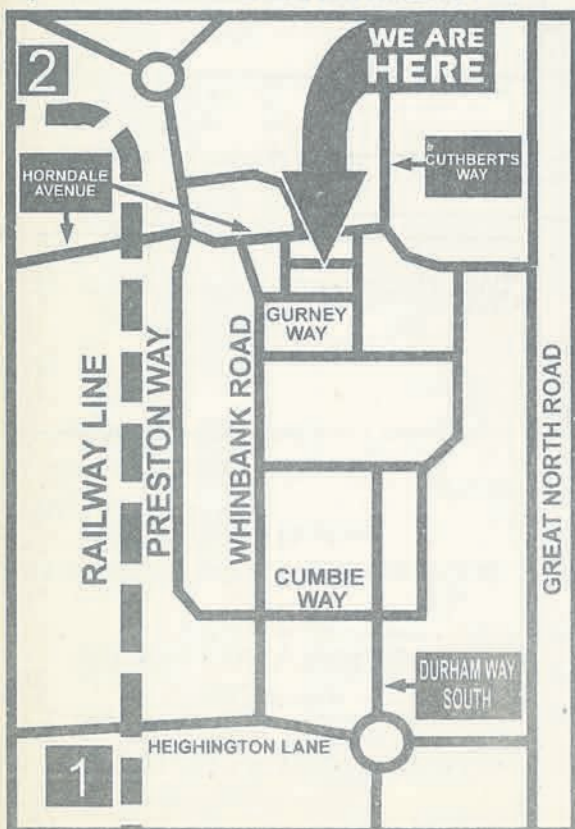 2
WE ARE
HERE
HORNDALE
AVENUE
CUTHBERT'S
WAY
GURNEY
WAY
RAILWAY LINE
PRESTON WAY
WHINBANK ROAD
GREAT NORTH ROAD
CUMBIE
WAY
DURHAM WAY
SOUTH
HEIGHINGTON LANE
1